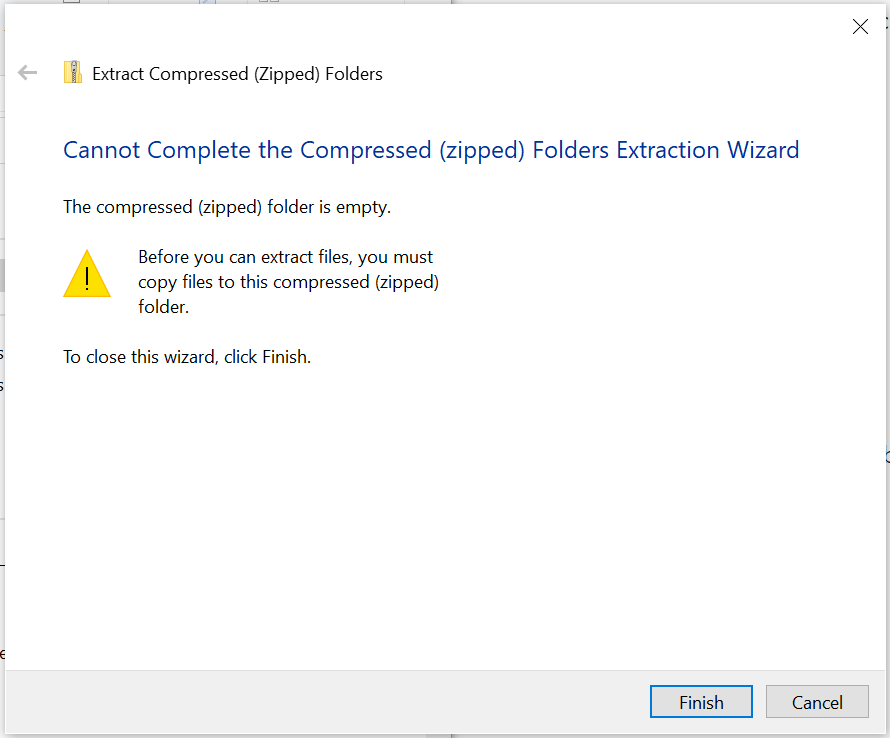 Extract Compressed (Zipped) Folders
Cannot Complete the Compressed (zipped) Folders Extraction Wizard
The compressed (zipped) folder is empty.
Before you can extract files, you must
copy files to this compressed (zipped)
folder.
To close this wizard, click Finish.
Finish
Cancel